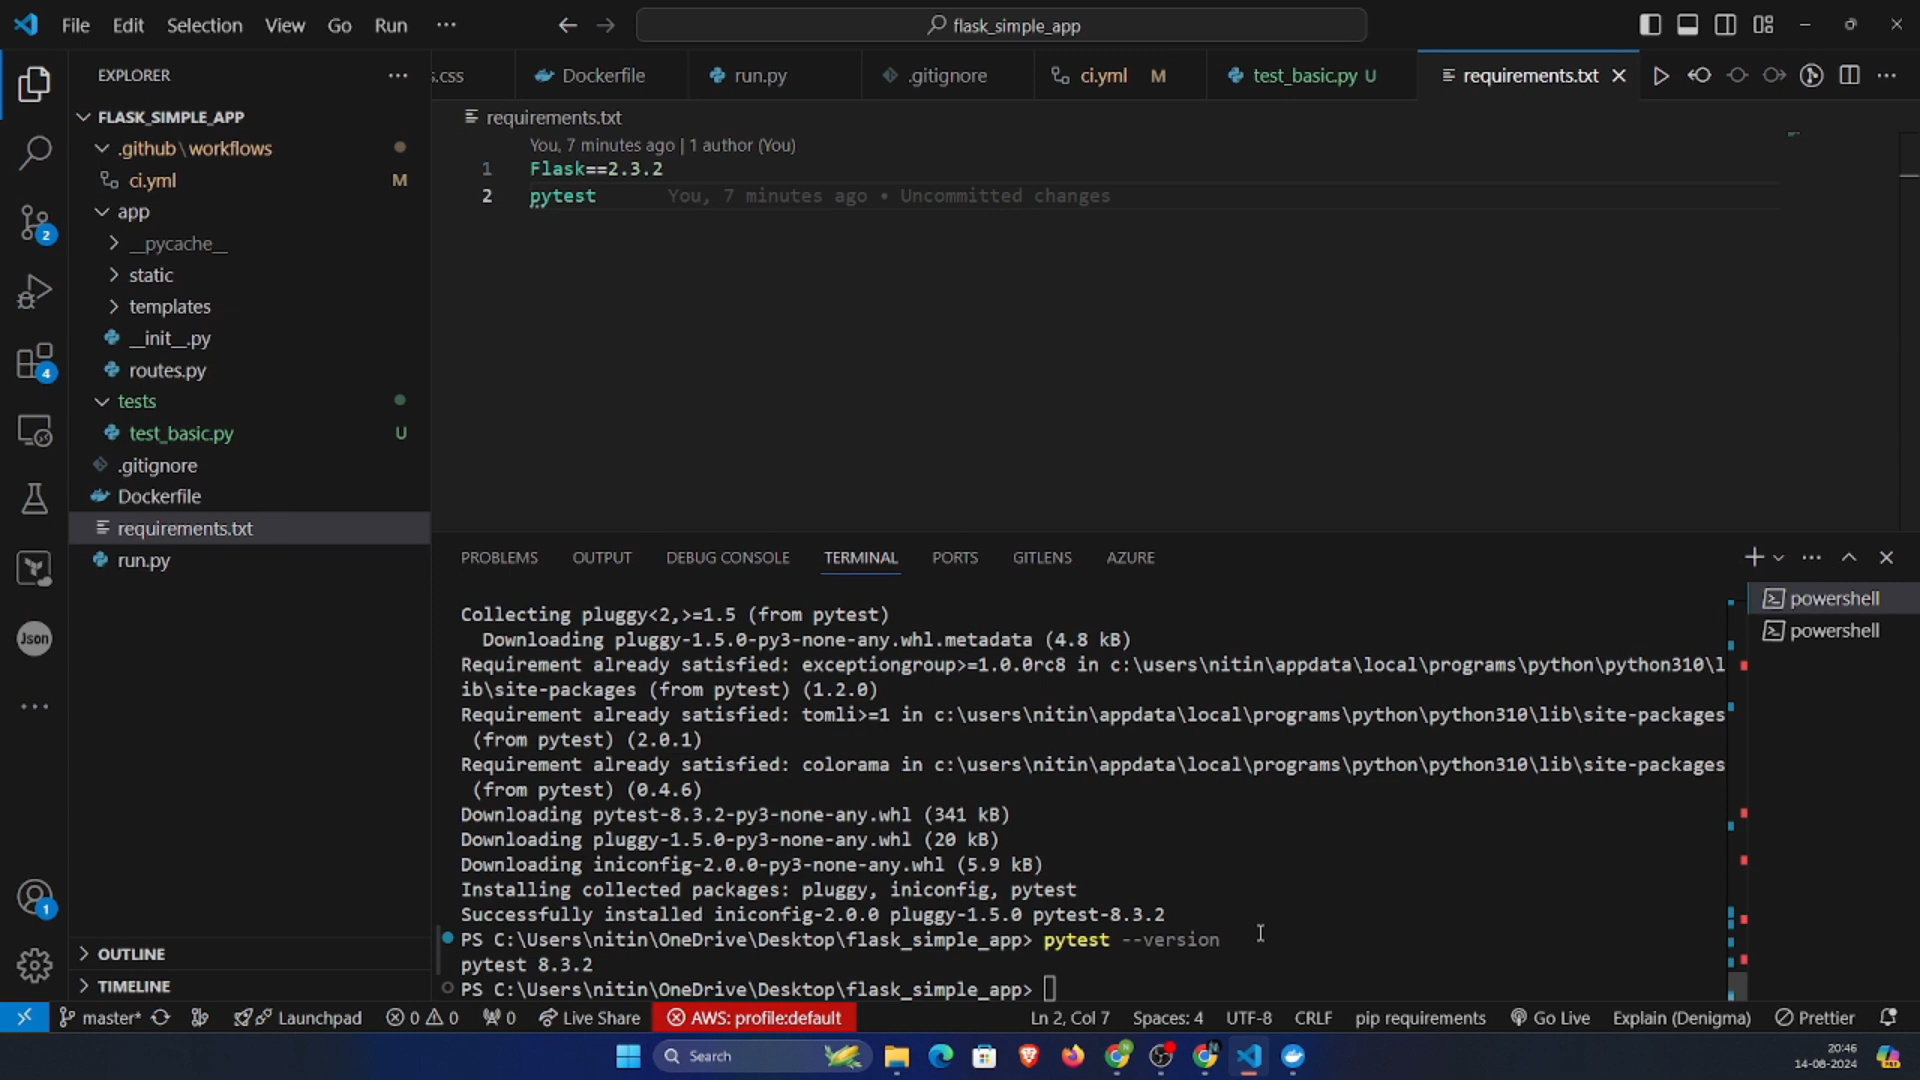 File Edit Selection View Go Run ··· flask_simple_app
EXPLORER ···
s.css Dockerfile run.py .gitignore ci.yml M test_basic.py U requirements.txt
FLASK_SIMPLE_APP
.github\workflows
ci.yml M
app
__pycache__
static
templates
__init__.py
routes.py
tests
test_basic.py U
.gitignore
Dockerfile
requirements.txt
run.py
OUTLINE
TIMELINE
2
4
Json
1
requirements.txt
You, 7 minutes ago | 1 author (You)
1 Flask==2.3.2
2 pytest You, 7 minutes ago • Uncommitted changes
PROBLEMS OUTPUT DEBUG CONSOLE TERMINAL PORTS GITLENS AZURE
powershell
powershell
Collecting pluggy<2,>=1.5 (from pytest)
Downloading pluggy-1.5.0-py3-none-any.whl.metadata (4.8 kB)
Requirement already satisfied: exceptiongroup>=1.0.0rc8 in c:\users\nitin\appdata\local\programs\python\python310\l
ib\site-packages (from pytest) (1.2.0)
Requirement already satisfied: tomli>=1 in c:\users\nitin\appdata\local\programs\python\python310\lib\site-packages
(from pytest) (2.0.1)
Requirement already satisfied: colorama in c:\users\nitin\appdata\local\programs\python\python310\lib\site-packages
(from pytest) (0.4.6)
Downloading pytest-8.3.2-py3-none-any.whl (341 kB)
Downloading pluggy-1.5.0-py3-none-any.whl (20 kB)
Downloading iniconfig-2.0.0-py3-none-any.whl (5.9 kB)
Installing collected packages: pluggy, iniconfig, pytest
Successfully installed iniconfig-2.0.0 pluggy-1.5.0 pytest-8.3.2
PS C:\Users\nitin\OneDrive\Desktop\flask_simple_app> pytest --version
pytest 8.3.2
PS C:\Users\nitin\OneDrive\Desktop\flask_simple_app>
master* Launchpad 0 0 0 Live Share AWS: profile:default Ln 2, Col 7 Spaces: 4 UTF-8 CRLF pip requirements Go Live Explain (Denigma) Prettier
Search
20:46
14-08-2024